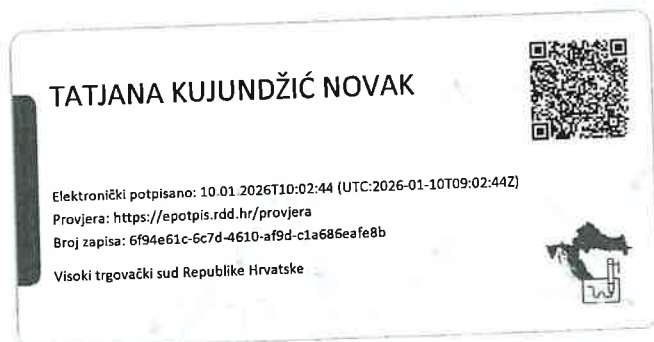 TATJANA KUJUNDŽIĆ NOVAK
Elektronički potpisano: 10.01.2026T10:02:44 (UTC:2026-01-10T09:02:44Z)
Provjera: https://epotpis.rdd.hr/provjera
Broj zapisa: 6f94e61c-6c7d-4610-af9d-c1a686eafe8b
Visoki trgovački sud Republike Hrvatske